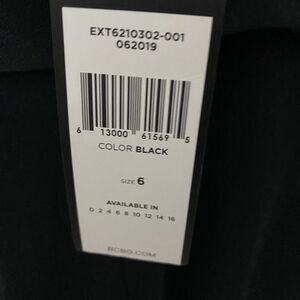 EXT6210302-001
062019
6 13000 61569 5
COLOR BLACK
SIZE 6
AVAILABLE IN
0 2 4 6 8 10 12 14 16
BCBG.COM